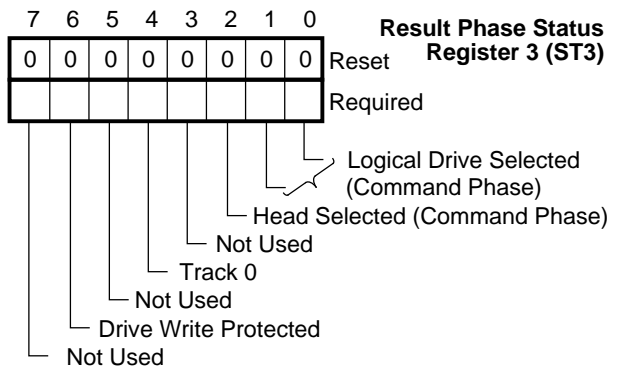 7 6 5 4 3 2 1 0
Result Phase Status
Register 3 (ST3)
0 0 0 0 0 0 0 0 Reset
Required
Logical Drive Selected
(Command Phase)
Head Selected (Command Phase)
Not Used
Track 0
Not Used
Drive Write Protected
Not Used